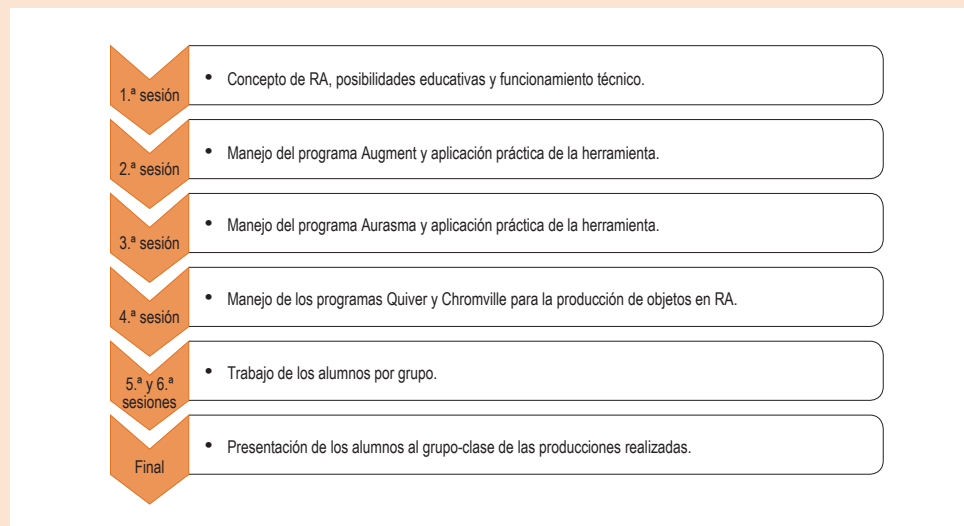 1.ª sesión
• Concepto de RA, posibilidades educativas y funcionamiento técnico.
2.ª sesión
• Manejo del programa Augment y aplicación práctica de la herramienta.
3.ª sesión
• Manejo del programa Aurasma y aplicación práctica de la herramienta.
4.ª sesión
• Manejo de los programas Quiver y Chromville para la producción de objetos en RA.
5.ª y 6.ª
sesiones
• Trabajo de los alumnos por grupo.
Final
• Presentación de los alumnos al grupo-clase de las producciones realizadas.